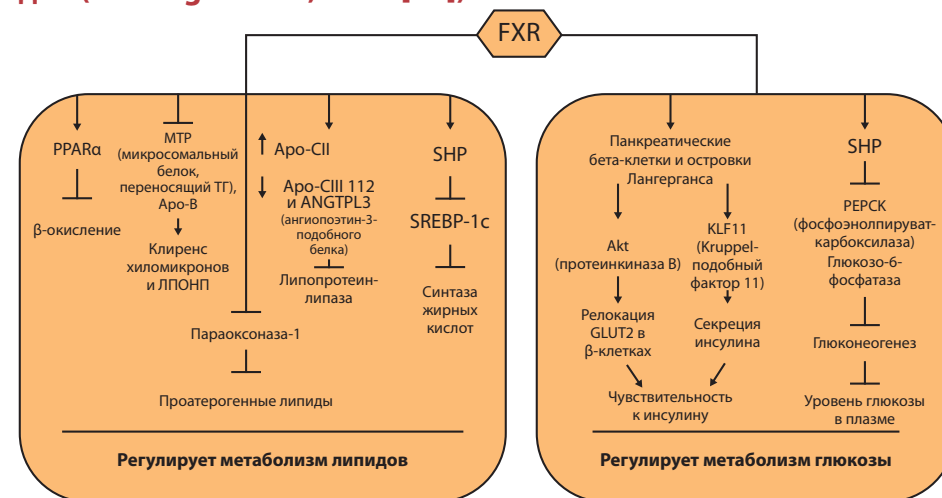 FXR
PPARα
β-окисление
МТР
(микросомальный
белок,
переносящий ТГ),
Аро-В
Клиренс
хиломикронов
и ЛПОНП
Apo-CII
Apo-CIII 112
и ANGTPL3
(ангиопоэтин-3-
подобного
белка)
Липопротеин-
липаза
SHP
SREBP-1c
Синтаза
жирных
кислот
Параоксоназа-1
Проатерогенные липиды
Регулирует метаболизм липидов
Панкреатические
бета-клетки и островки
Лангерганса
Akt
(протеинкиназа В)
Релокация
GLUT2 в
β-клетках
KLF11
(Kruppel-
подобный
фактор 11)
Секреция
инсулина
Чувствительность
к инсулину
SHP
PEPCK
(фосфоэнолпируват-
карбоксилаза)
Глюкозо-6-
фосфатаза
Глюконеогенез
Уровень глюкозы
в плазме
Регулирует метаболизм глюкозы